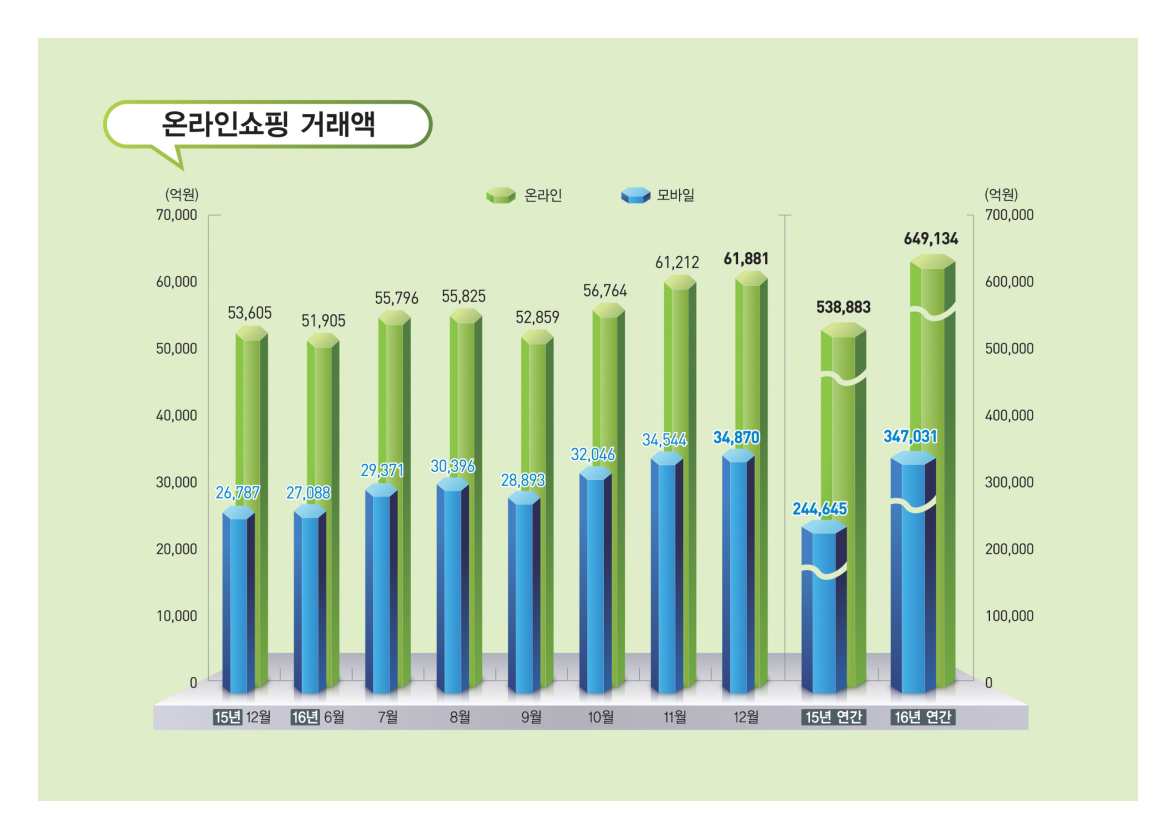 온라인쇼핑 거래액
(억원)
온라인
모바일
(억원)
70,000
60,000
50,000
40,000
30,000
20,000
10,000
0
700,000
600,000
500,000
400,000
300,000
200,000
100,000
0
53,605
51,905
55,796
55,825
52,859
56,764
61,212
61,881
538,883
649,134
26,787
27,088
29,371
30,396
28,893
32,046
34,544
34,870
244,645
347,031
15년 12월
16년 6월
7월
8월
9월
10월
11월
12월
15년 연간
16년 연간